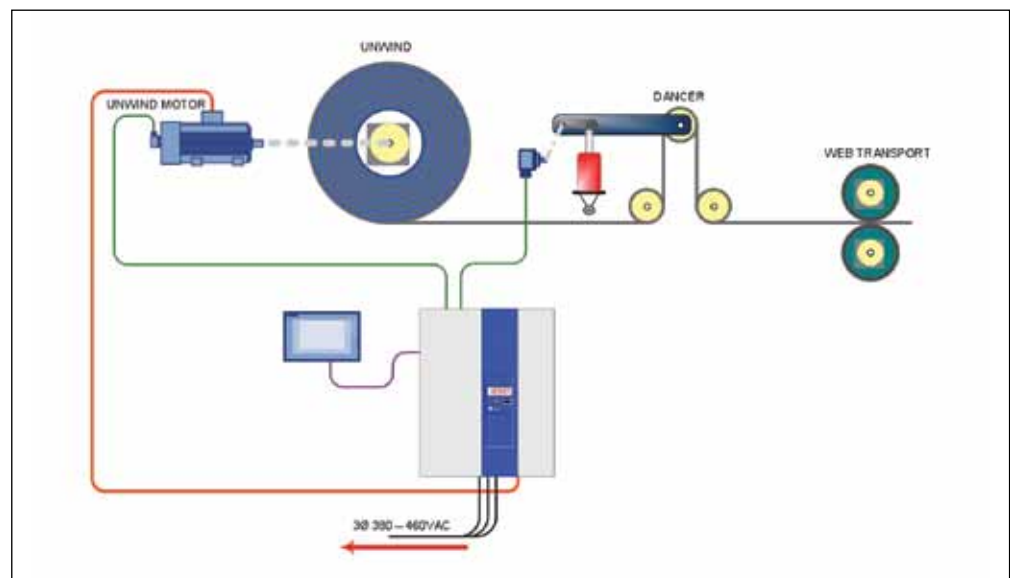 UNWIND
UNWIND MOTOR
DANCER
WEB TRANSPORT
3Ø 380 – 460VAC